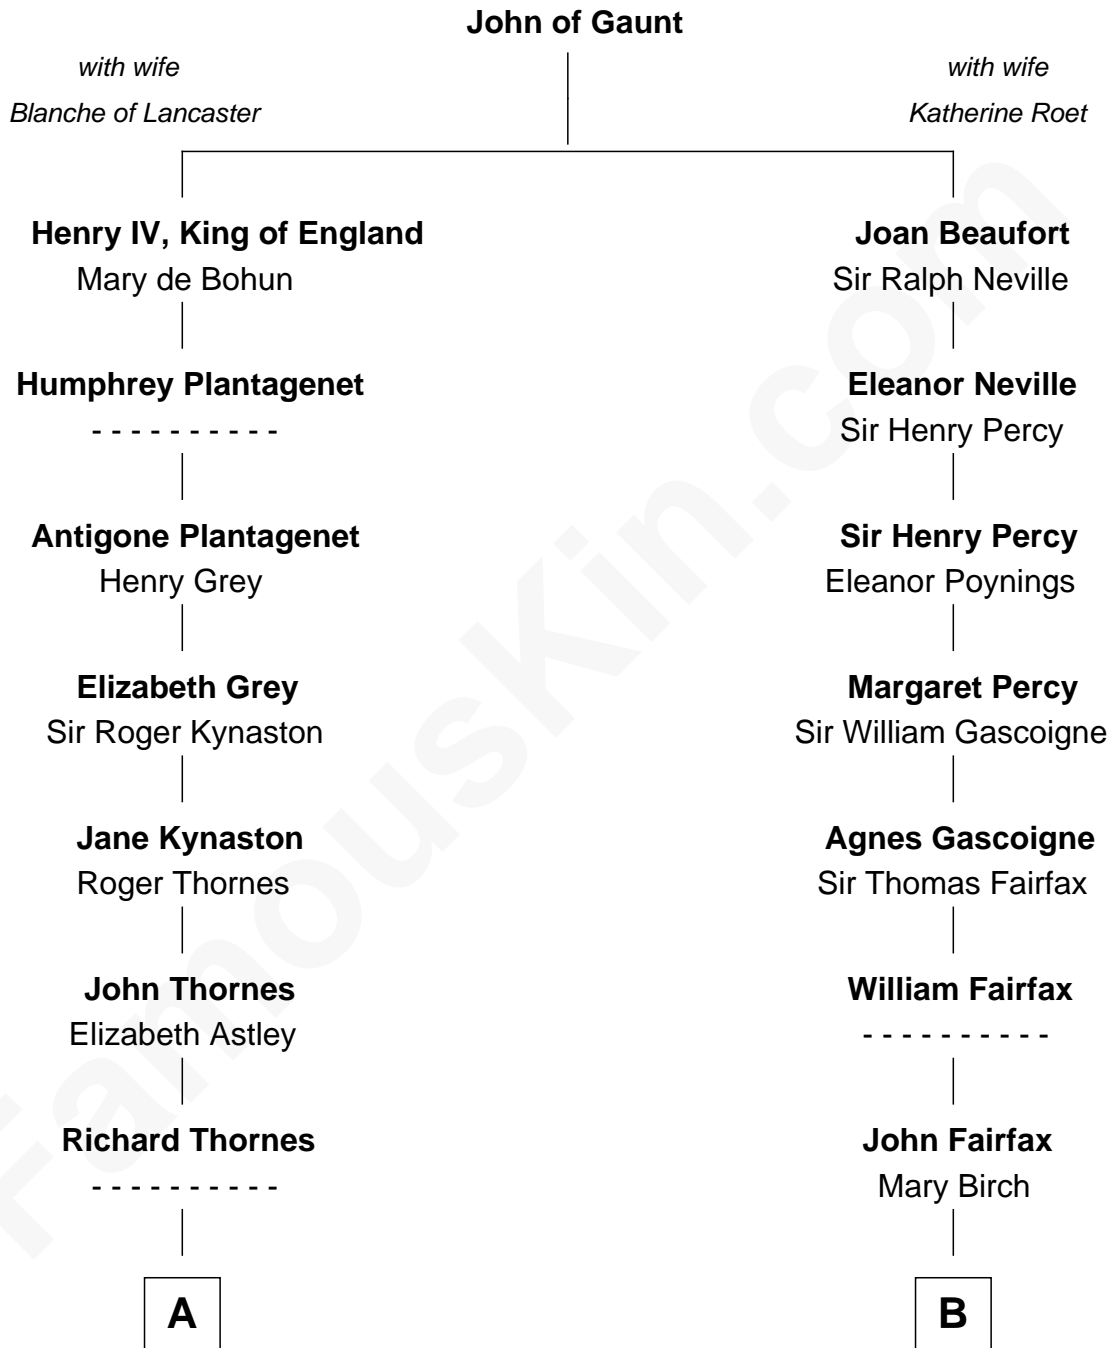 John of Gaunt
with wife
Blanche of Lancaster
with wife
Katherine Roet
Henry IV, King of England
Mary de Bohun
Joan Beaufort
Sir Ralph Neville
Humphrey Plantagenet
- - - - - - - - - -
Eleanor Neville
Sir Henry Percy
Antigone Plantagenet
Henry Grey
Sir Henry Percy
Eleanor Poynings
Elizabeth Grey
Sir Roger Kynaston
Margaret Percy
Sir William Gascoigne
Jane Kynaston
Roger Thornes
Agnes Gascoigne
Sir Thomas Fairfax
John Thornes
Elizabeth Astley
William Fairfax
- - - - - - - - - -
Richard Thornes
- - - - - - - - - -
John Fairfax
Mary Birch
A
B
FamousKin.com